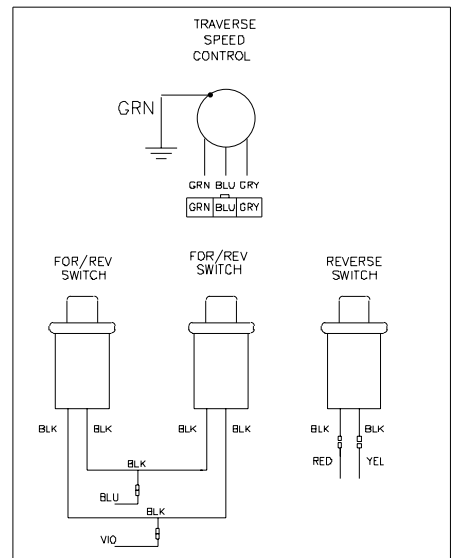 TRAVERSE
SPEED
CONTROL
GRN
GRN BLU GRY
GRN BLU GRY
FOR/REV
SWITCH
FOR/REV
SWITCH
REVERSE
SWITCH
BLK BLK BLK BLK BLK BLK
BLK
RED YEL
BLU
BLK
VIO